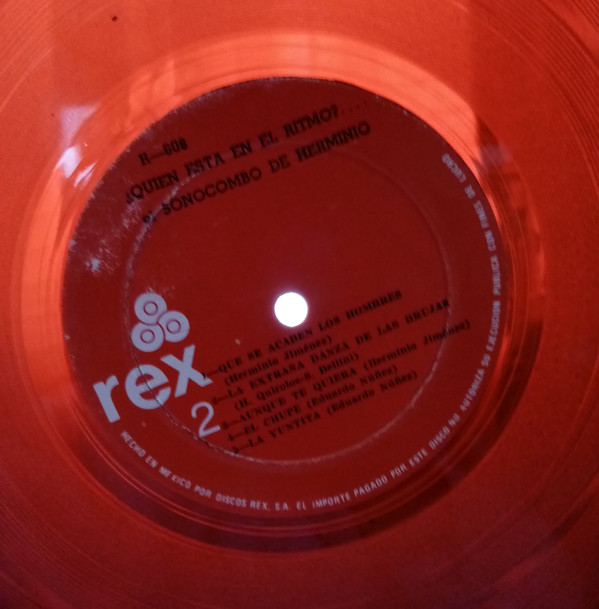 R—608
¿QUIEN ESTA EN EL RITMO?....
el SONOCOMBO DE HERMINIO
rex
2
1—QUE SE ACABEN LOS HOMBRES
(Herminio Jiménez)
2—LA EXTRAÑA DANZA DE LAS BRUJAS
(H. Quirolos-S. Bellini)
3—AUNQUE TE QUIERA (Herminio Jiménez)
4—EL CHUPE (Eduardo Núñez)
5—LA YUNTITA (Eduardo Núñez)
HECHO EN MEXICO POR DISCOS REX, S.A. EL IMPORTE PAGADO POR ESTE DISCO NO AUTORIZA SU EJECUCION PUBLICA CON FINES DE LUCRO